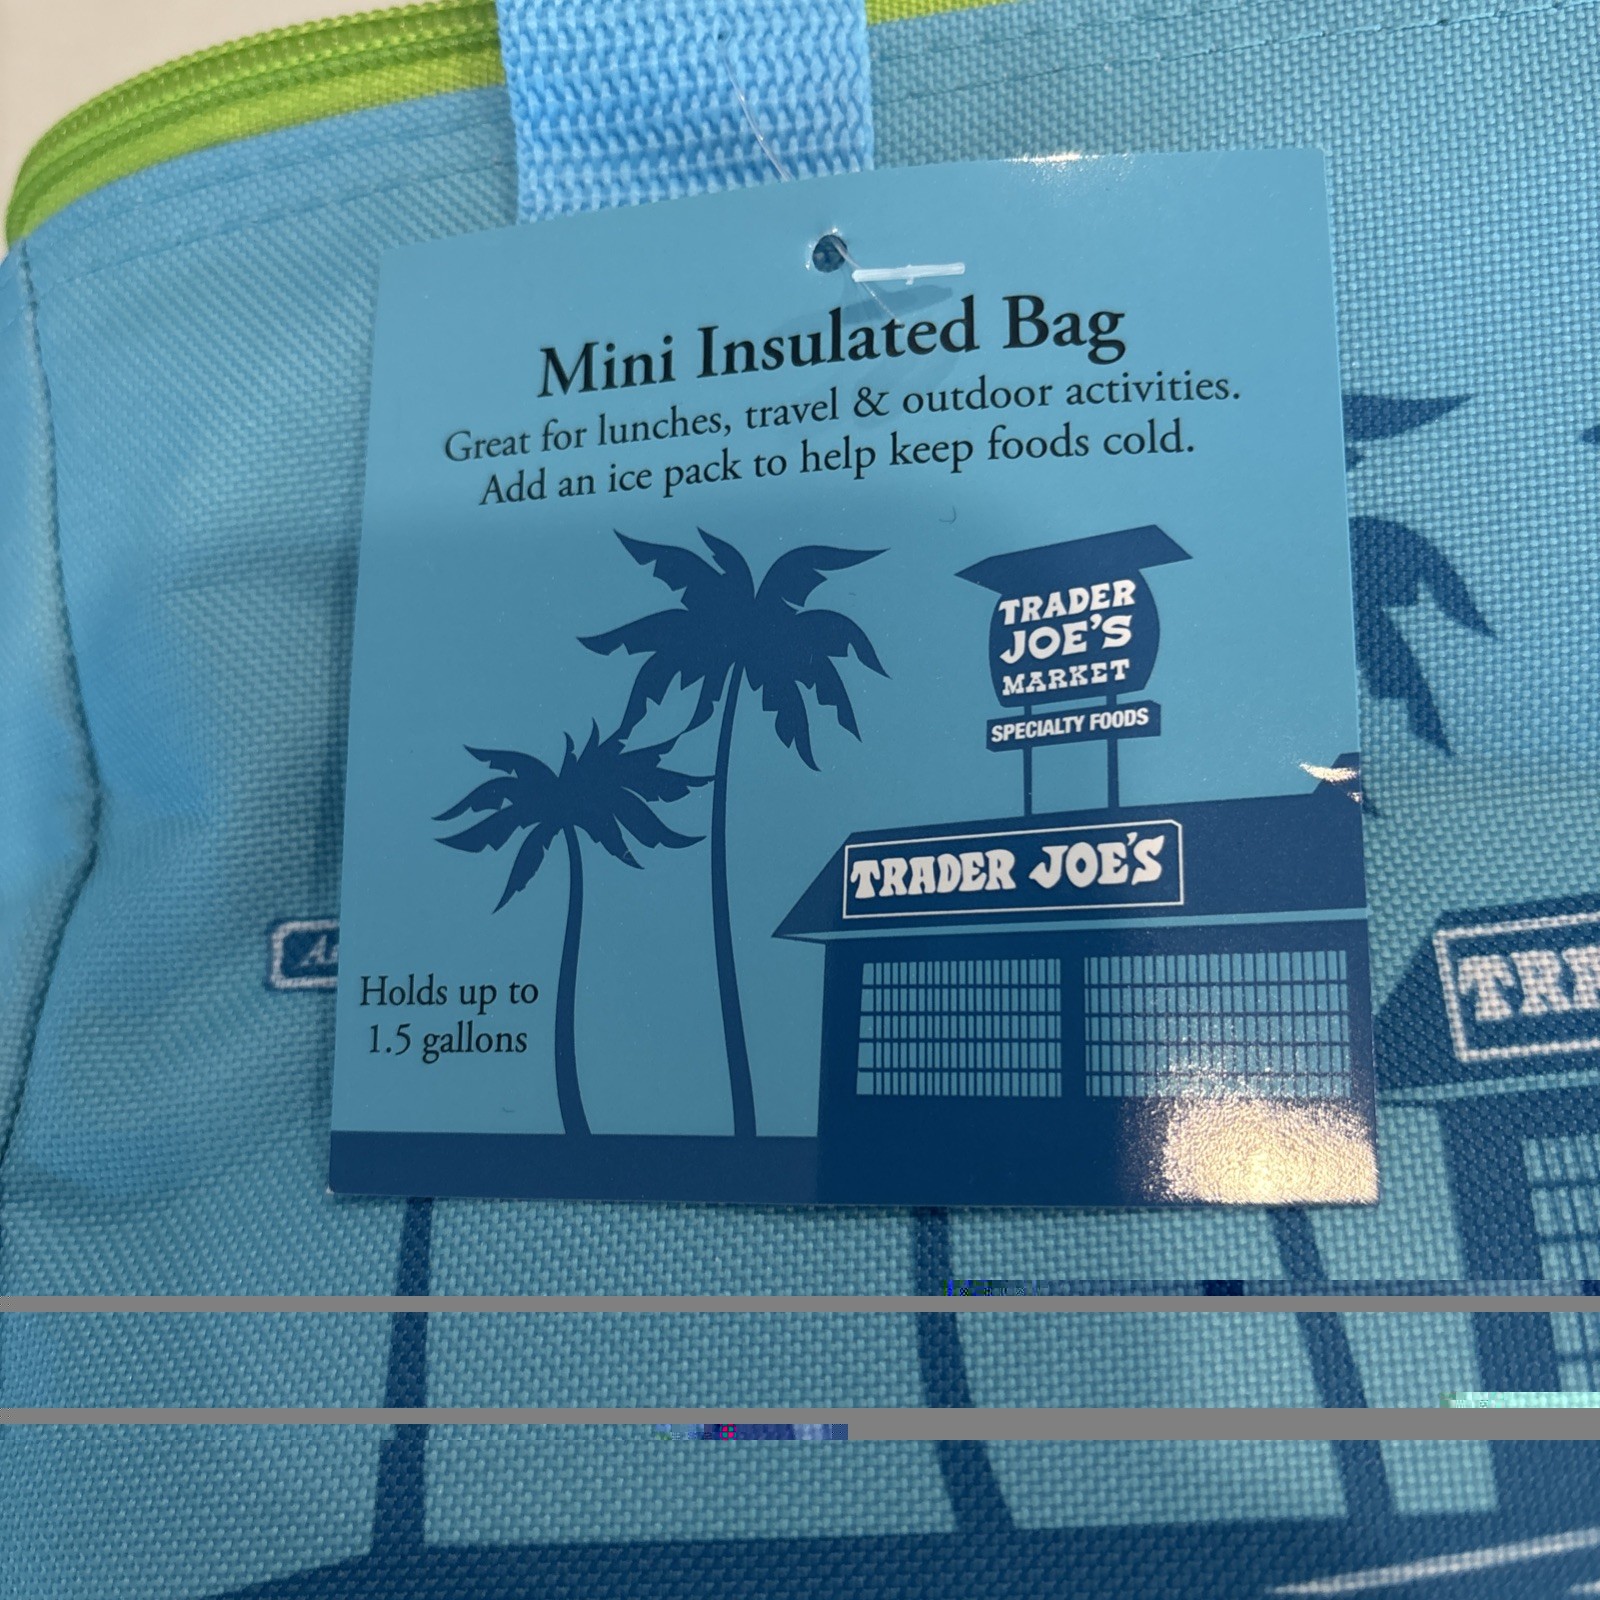 Mini Insulated Bag
Great for lunches, travel & outdoor activities.
Add an ice pack to help keep foods cold.
TRADER
JOE'S
MARKET
SPECIALTY FOODS
TRADER JOE'S
Holds up to
1.5 gallons